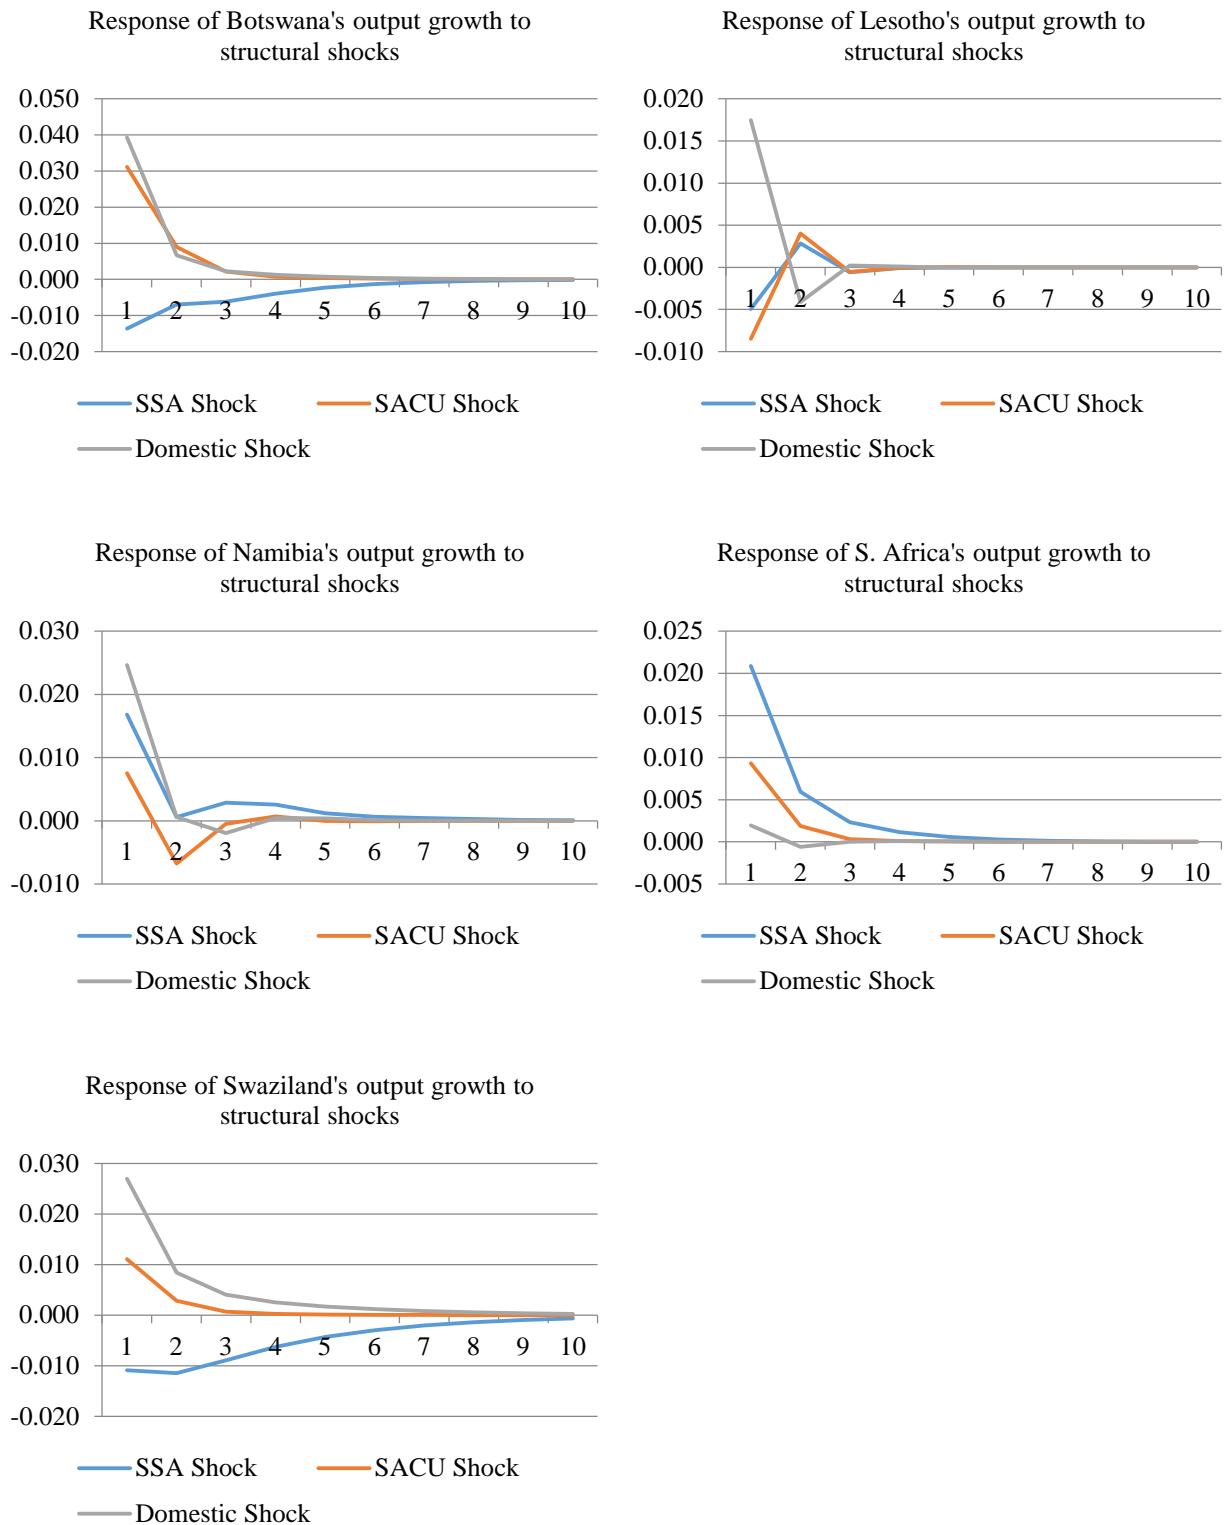 Response of Botswana's output growth to
structural shocks
0.050
0.040
0.030
0.020
0.010
0.000
-0.010
-0.020
1 2 3 4 5 6 7 8 9 10
SSA Shock SACU Shock
Domestic Shock
Response of Lesotho's output growth to
structural shocks
0.020
0.015
0.010
0.005
0.000
-0.005
-0.010
1 2 3 4 5 6 7 8 9 10
SSA Shock SACU Shock
Domestic Shock
Response of Namibia's output growth to
structural shocks
0.030
0.020
0.010
0.000
-0.010
1 2 3 4 5 6 7 8 9 10
SSA Shock SACU Shock
Domestic Shock
Response of S. Africa's output growth to
structural shocks
0.025
0.020
0.015
0.010
0.005
0.000
-0.005
1 2 3 4 5 6 7 8 9 10
SSA Shock SACU Shock
Domestic Shock
Response of Swaziland's output growth to
structural shocks
0.030
0.020
0.010
0.000
-0.010
-0.020
1 2 3 4 5 6 7 8 9 10
SSA Shock SACU Shock
Domestic Shock